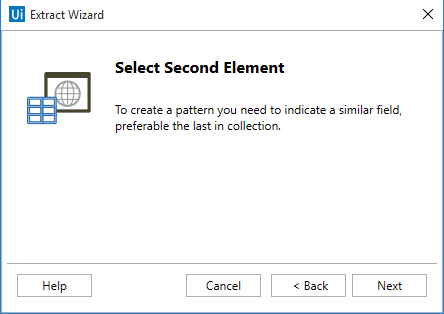 Ui Extract Wizard
Select Second Element
To create a pattern you need to indicate a similar field,
preferable the last in collection.
Help Cancel < Back Next